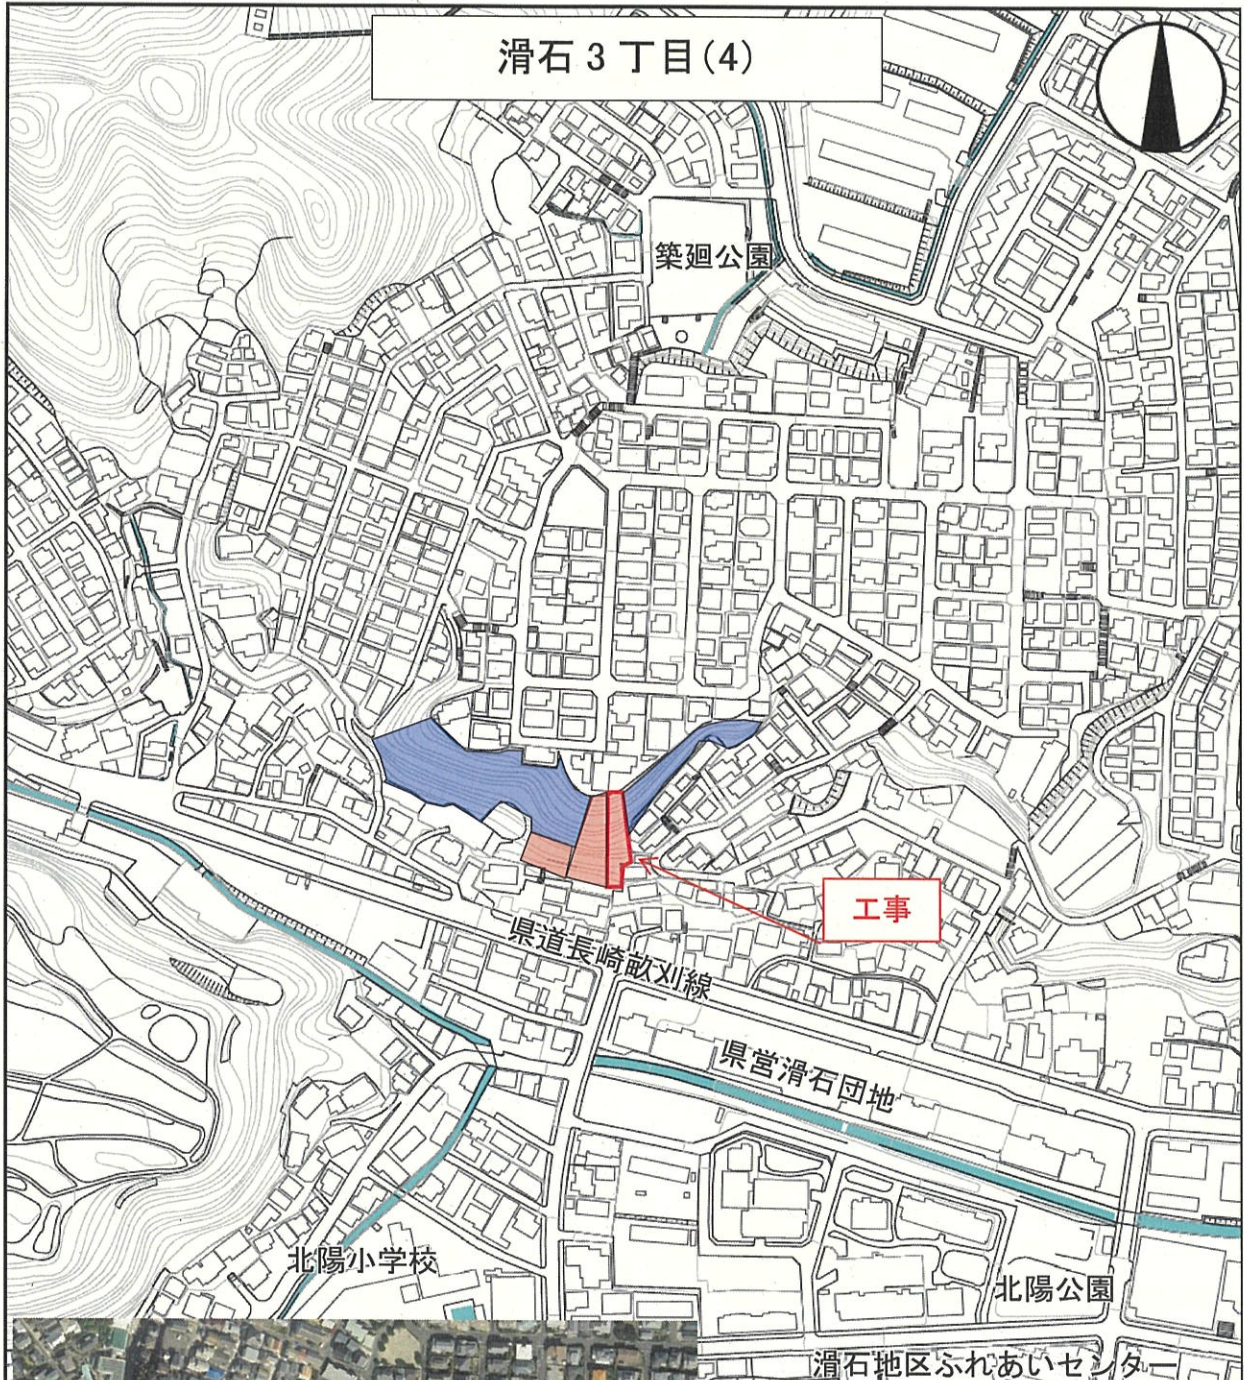 滑石3丁目(4)
築廻公園
工事
県道長崎畝刈線
県営滑石団地
北陽小学校
北陽公園
滑石地区ふれあいセンター